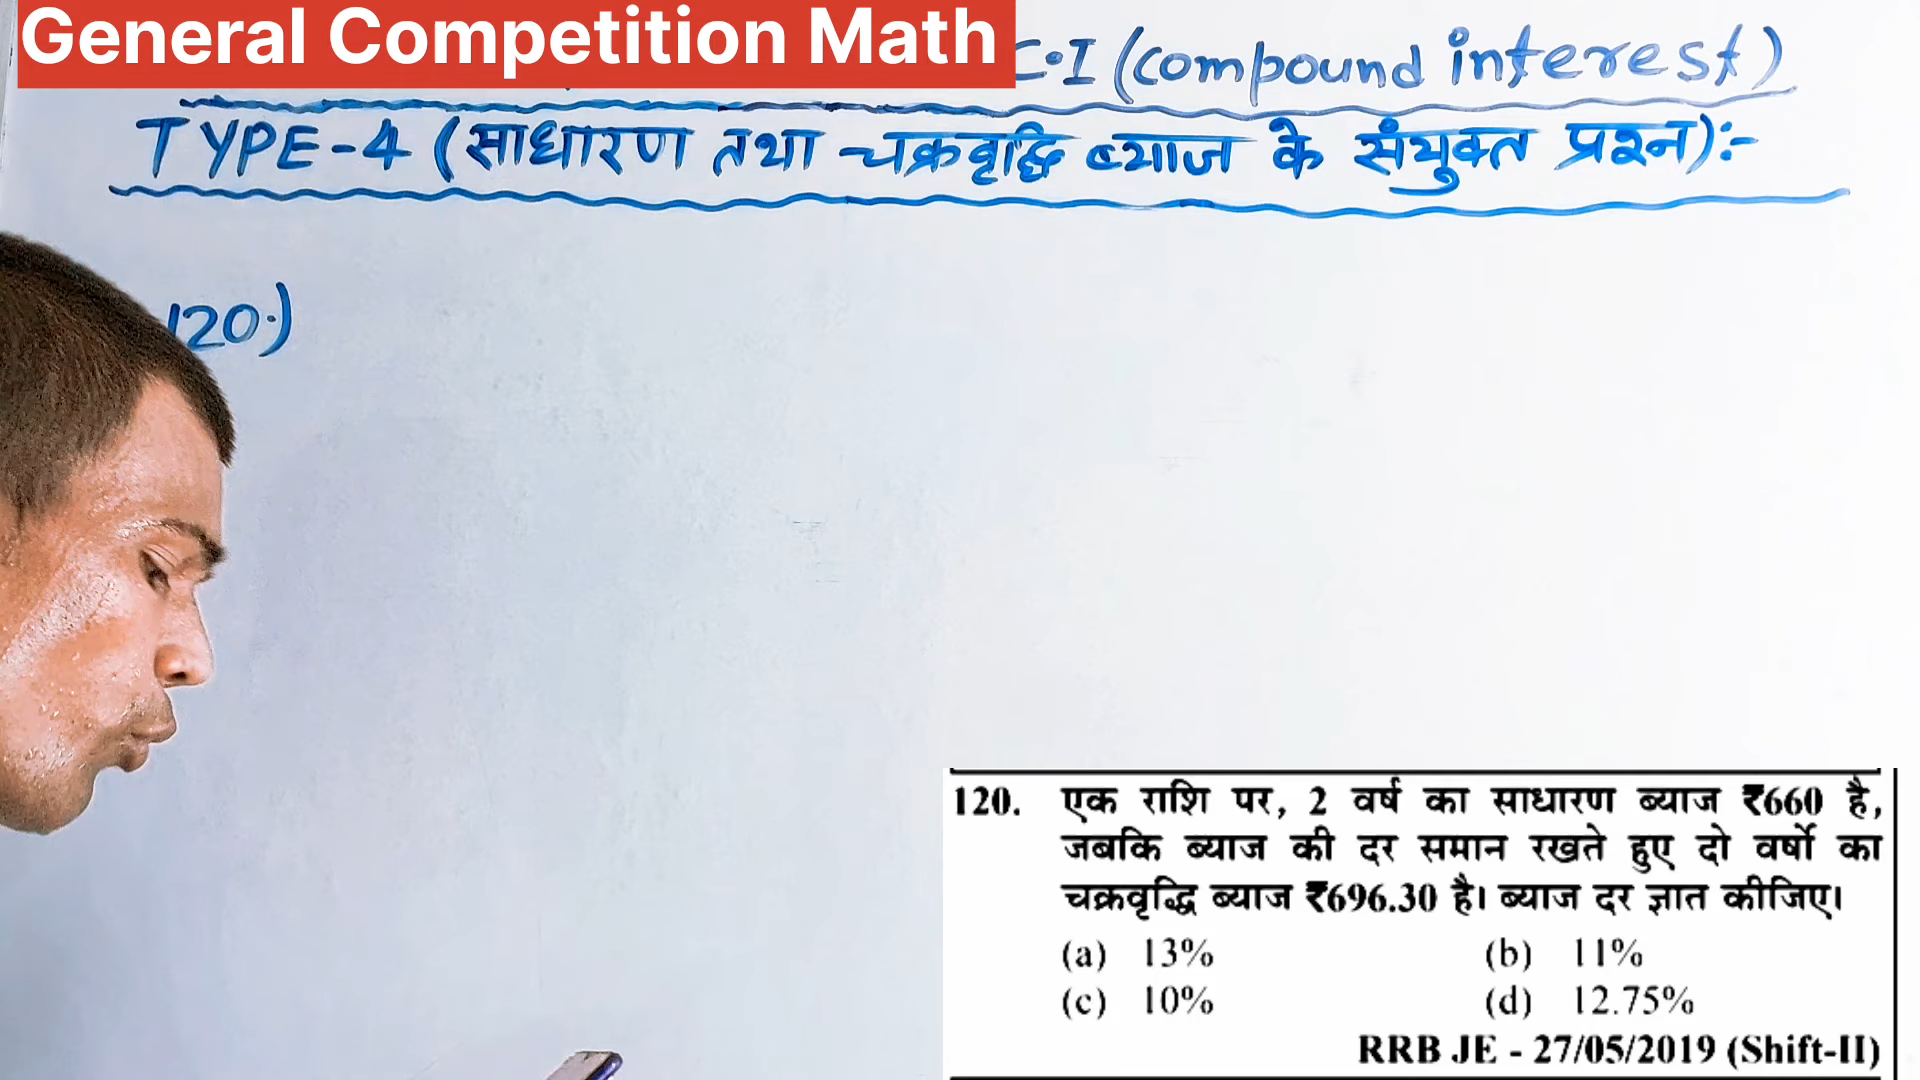 General Competition Math
C.I (compound interest)
TYPE-4 (साधारण तथा चक्रवृद्धि ब्याज के संयुक्त प्रश्न):-
120.)
120. एक राशि पर, 2 वर्ष का साधारण ब्याज ₹660 है,
जबकि ब्याज की दर समान रखते हुए दो वर्षो का
चक्रवृद्धि ब्याज ₹696.30 है। ब्याज दर ज्ञात कीजिए।
(a) 13% (b) 11%
(c) 10% (d) 12.75%
RRB JE - 27/05/2019 (Shift-II)